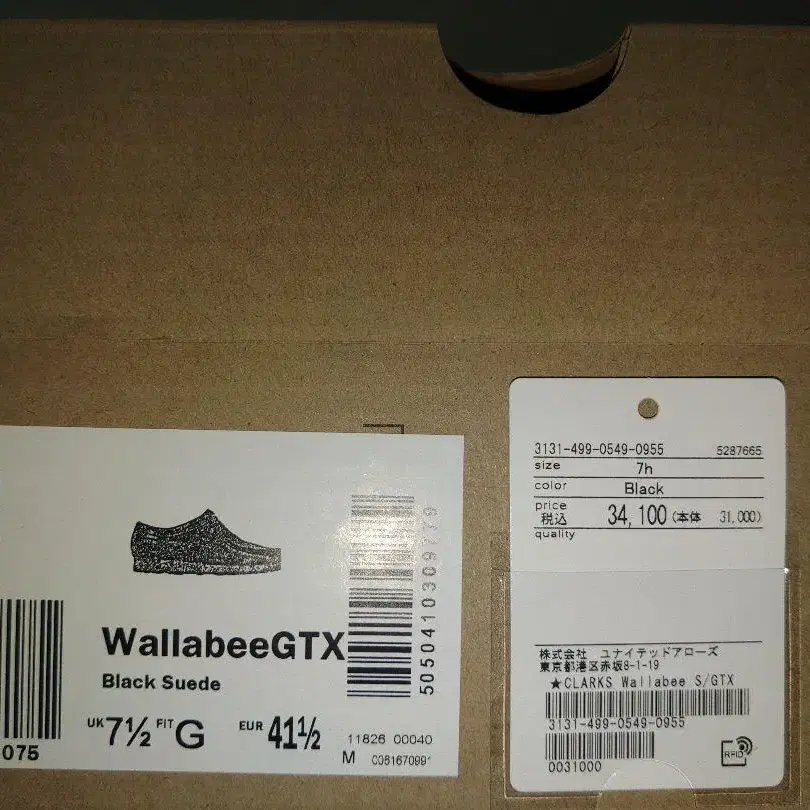 WallabeeGTX
Black Suede
UK 7½ FIT G EUR 41½
5050410309779
11826 00040
M
075
3131-499-0549-0955 5287665
size 7h
color Black
price
税込 34,100 (本体 31,000)
quality
株式会社 ユナイテッドアローズ
東京都港区赤坂8-1-19
★CLARKS Wallabee S/GTX
3131-499-0549-0955
0031000
RFID